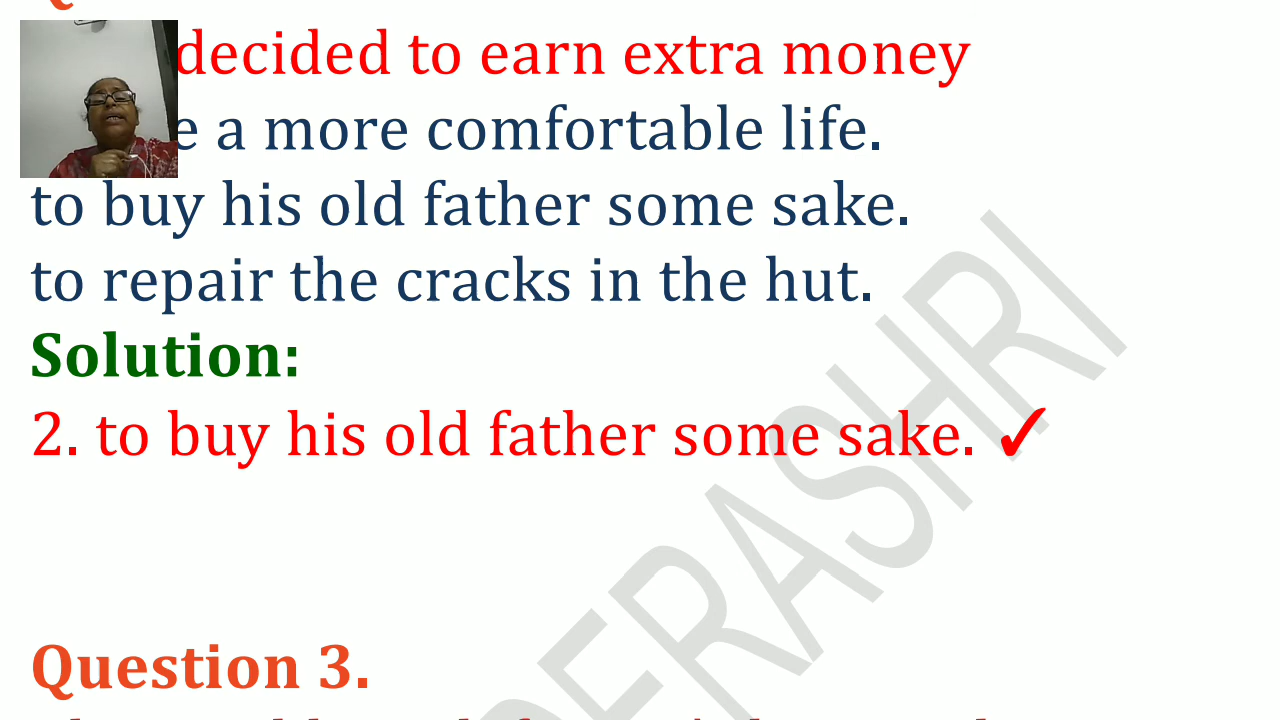 decided to earn extra money
e a more comfortable life.
to buy his old father some sake.
to repair the cracks in the hut.
Solution:
2. to buy his old father some sake. ✓
Question 3.
ERASHRI